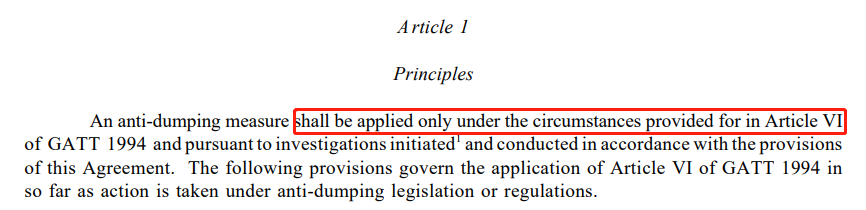 Article 1
Principles
An anti-dumping measure shall be applied only under the circumstances provided for in Article VI
of GATT 1994 and pursuant to investigations initiated¹ and conducted in accordance with the provisions
of this Agreement. The following provisions govern the application of Article VI of GATT 1994 in
so far as action is taken under anti-dumping legislation or regulations.